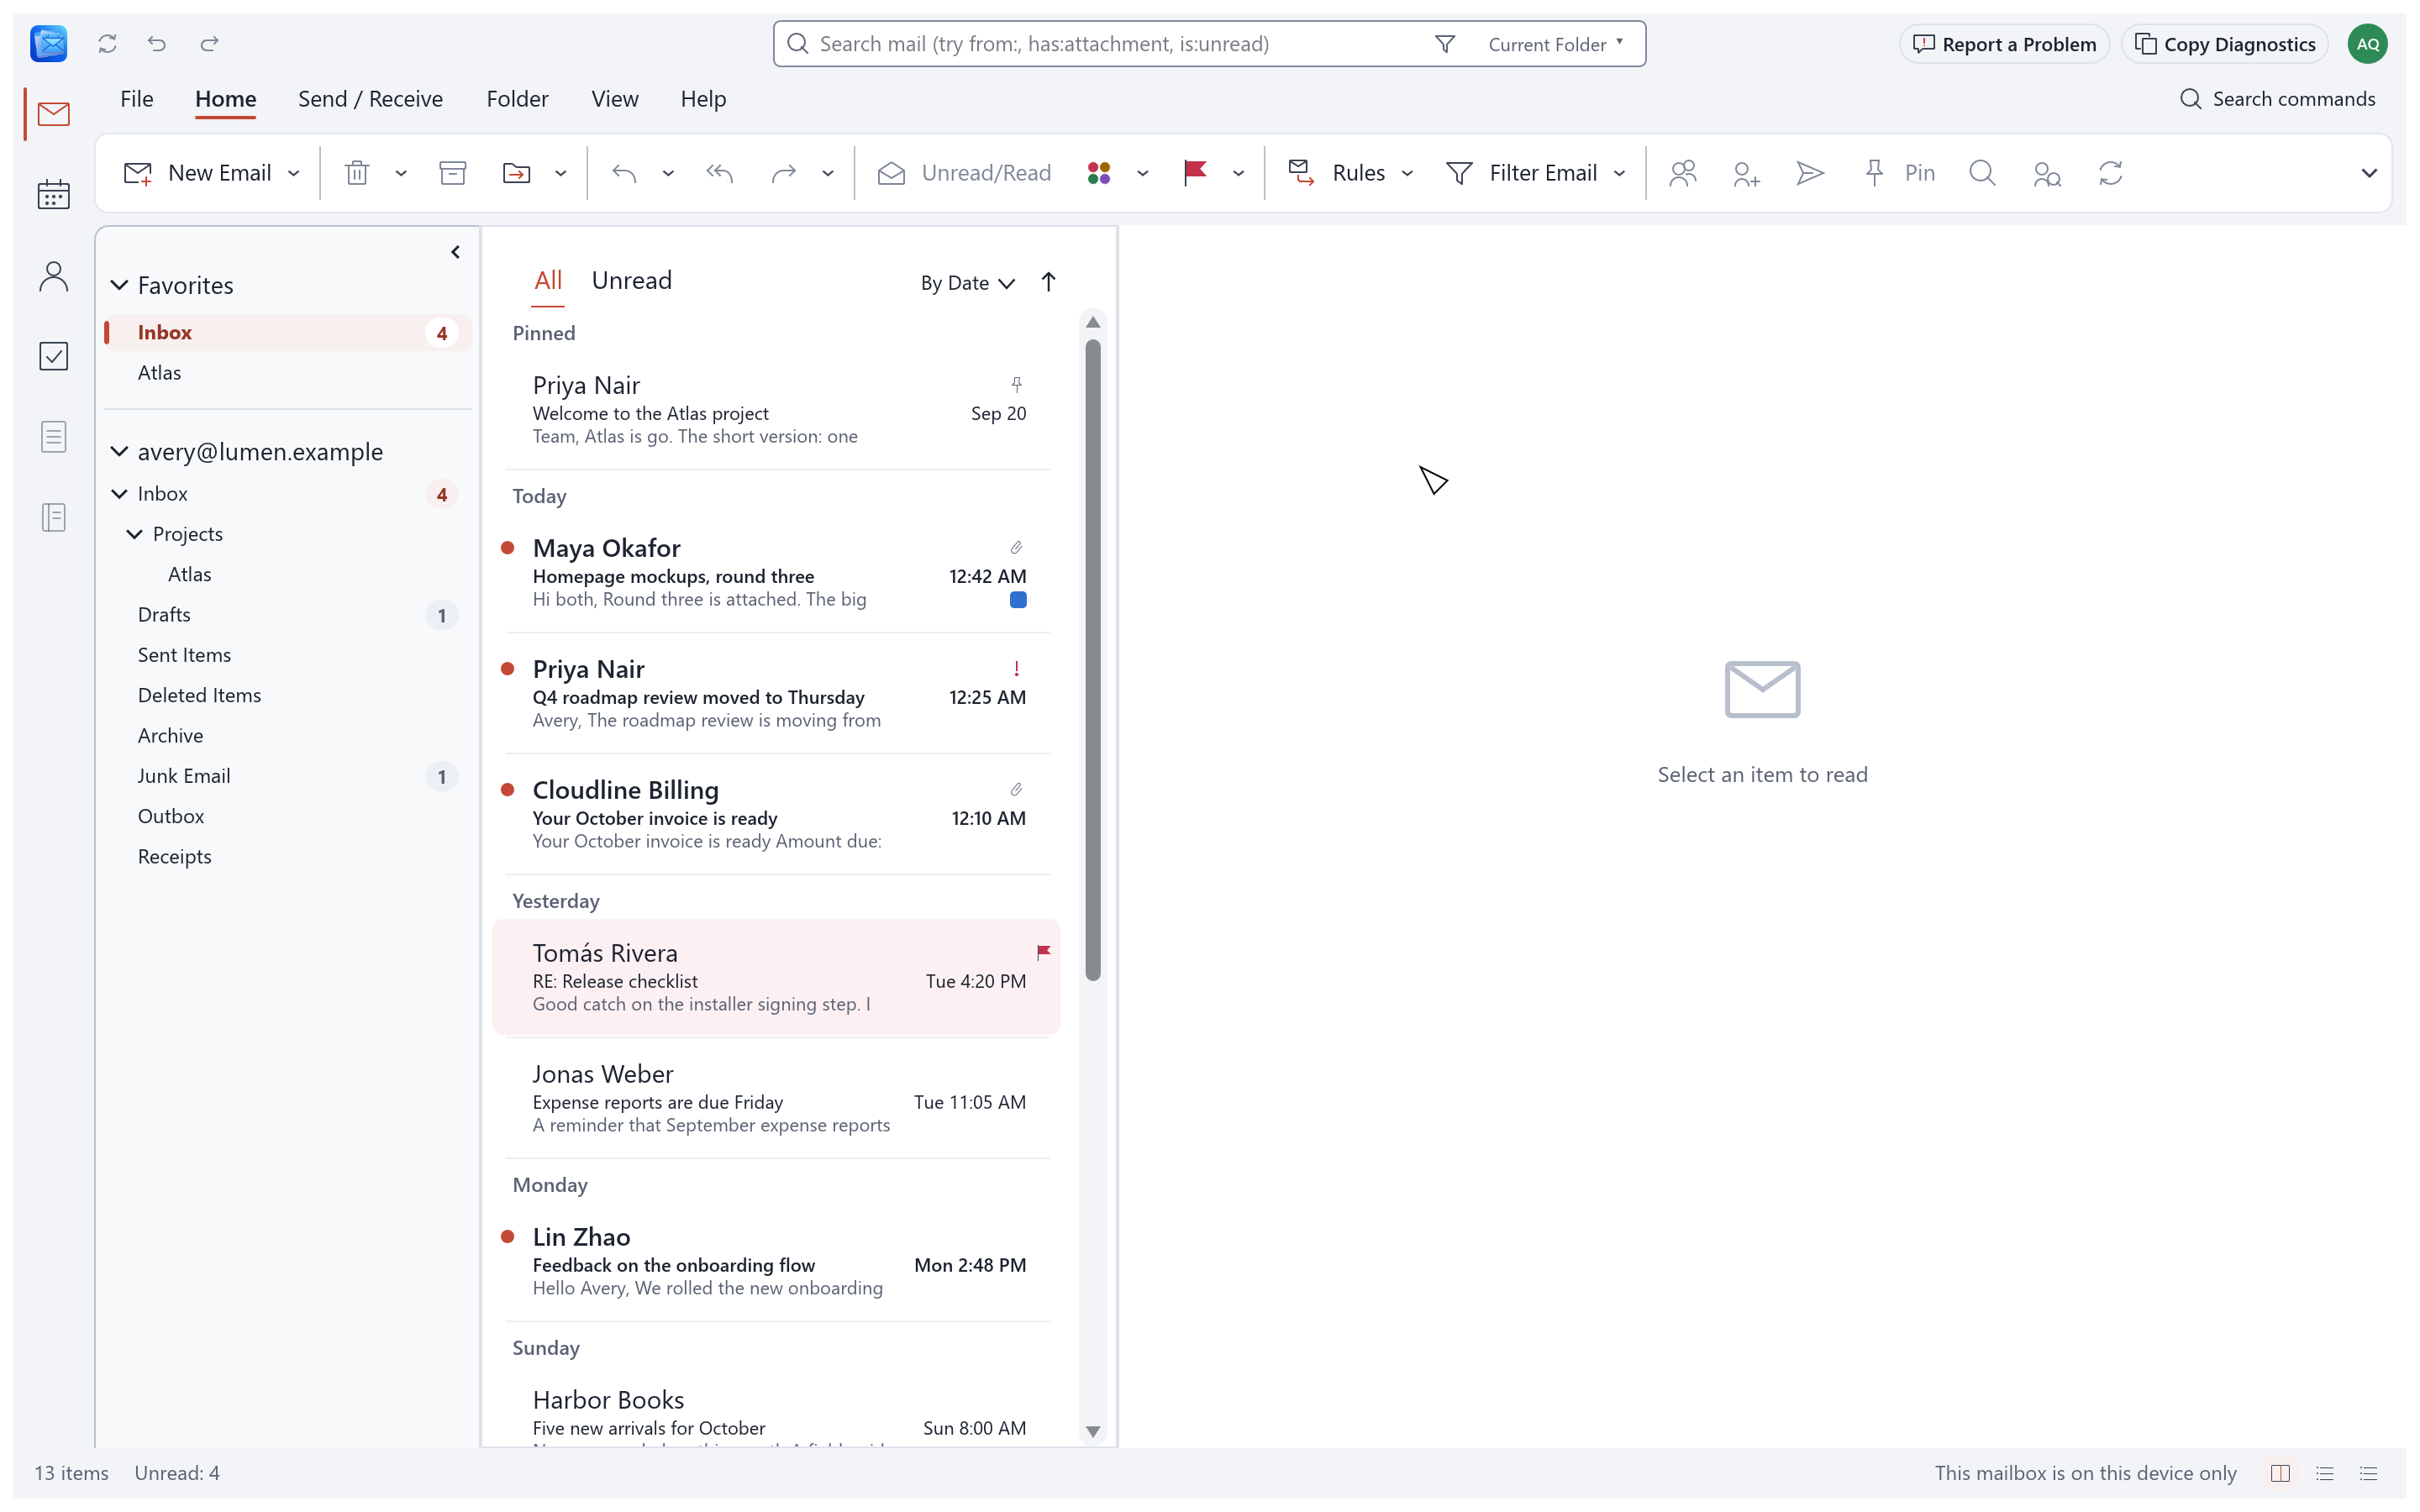 Search mail (try from:, has:attachment, is:unread)
Current Folder
Report a Problem
Copy Diagnostics
AQ
File
Home
Send / Receive
Folder
View
Help
Search commands
New Email
Unread/Read
Rules
Filter Email
Pin
Favorites
Inbox 4
Atlas
avery@lumen.example
Inbox 4
Projects
Atlas
Drafts 1
Sent Items
Deleted Items
Archive
Junk Email 1
Outbox
Receipts
All
Unread
By Date
Pinned
Priya Nair
Welcome to the Atlas project Sep 20
Team, Atlas is go. The short version: one
Today
Maya Okafor
Homepage mockups, round three 12:42 AM
Hi both, Round three is attached. The big
Priya Nair
Q4 roadmap review moved to Thursday 12:25 AM
Avery, The roadmap review is moving from
Cloudline Billing
Your October invoice is ready 12:10 AM
Your October invoice is ready Amount due:
Yesterday
Tomás Rivera
RE: Release checklist Tue 4:20 PM
Good catch on the installer signing step. I
Jonas Weber
Expense reports are due Friday Tue 11:05 AM
A reminder that September expense reports
Monday
Lin Zhao
Feedback on the onboarding flow Mon 2:48 PM
Hello Avery, We rolled the new onboarding
Sunday
Harbor Books
Five new arrivals for October Sun 8:00 AM
Select an item to read
13 items
Unread: 4
This mailbox is on this device only